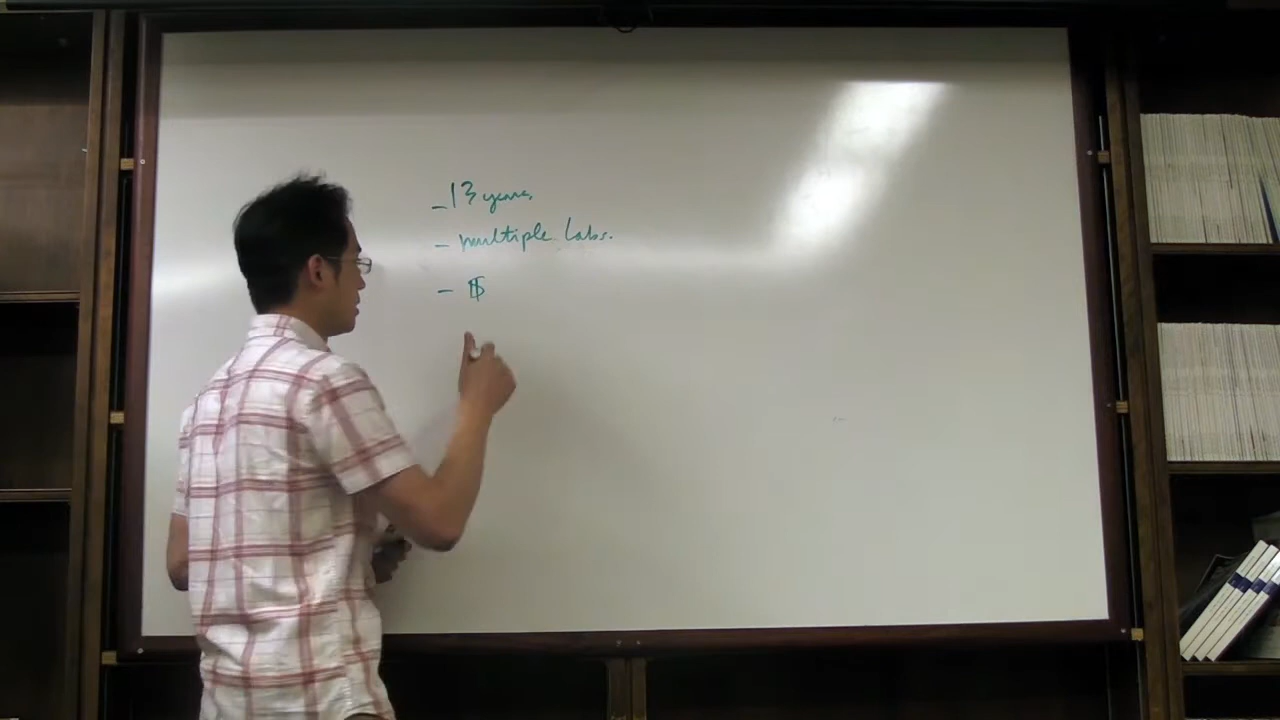 - 13 years.
- multiple labs.
- $